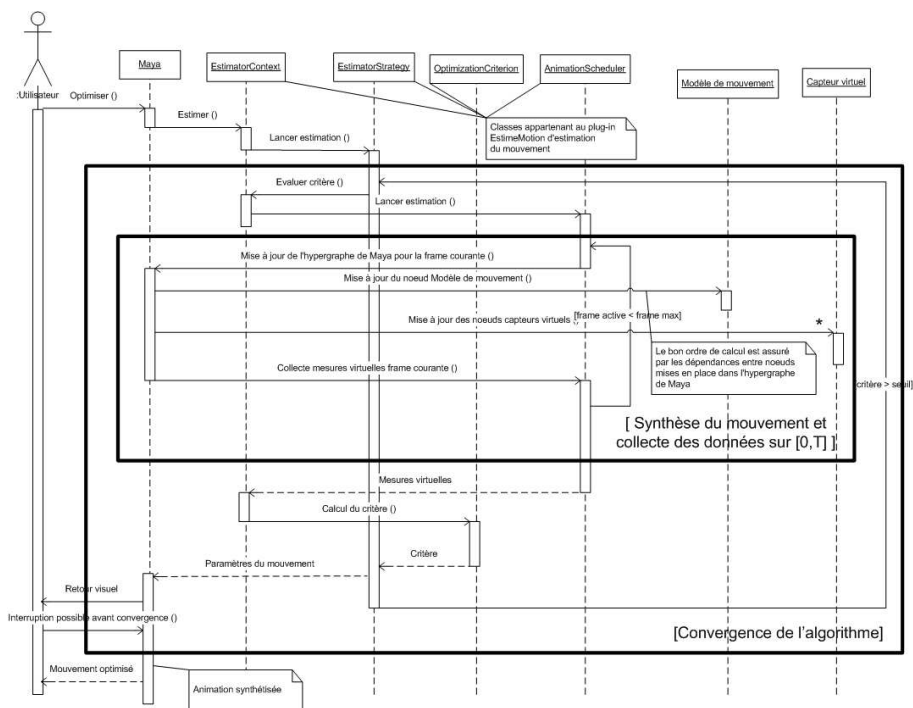 Maya
EstimatorContext
EstimatorStrategy
OptimizationCriterion
AnimationScheduler
Modèle de mouvement
Capteur virtuel
:Utilisateur
Optimiser ()
Estimer ()
Lancer estimation ()
Classes appartenant au plug-in
EstimeMotion d'estimation
du mouvement
Evaluer critère ()
Lancer estimation ()
Mise à jour de l'hypergraphe de Maya pour la frame courante ()
Mise à jour du noeud Modèle de mouvement ()
Mise à jour des noeuds capteurs virtuels ()
[frame active < frame max]
*
Le bon ordre de calcul est assuré
par les dépendances entre noeuds
mises en place dans l'hypergraphe
de Maya
Collecte mesures virtuelles frame courante ()
[critère > seuil]
[ Synthèse du mouvement et
collecte des données sur [0,T] ]
Mesures virtuelles
Calcul du critère ()
Critère
Paramètres du mouvement
Retour visuel
Interruption possible avant convergence ()
[Convergence de l'algorithme]
Mouvement optimisé
Animation synthétisée